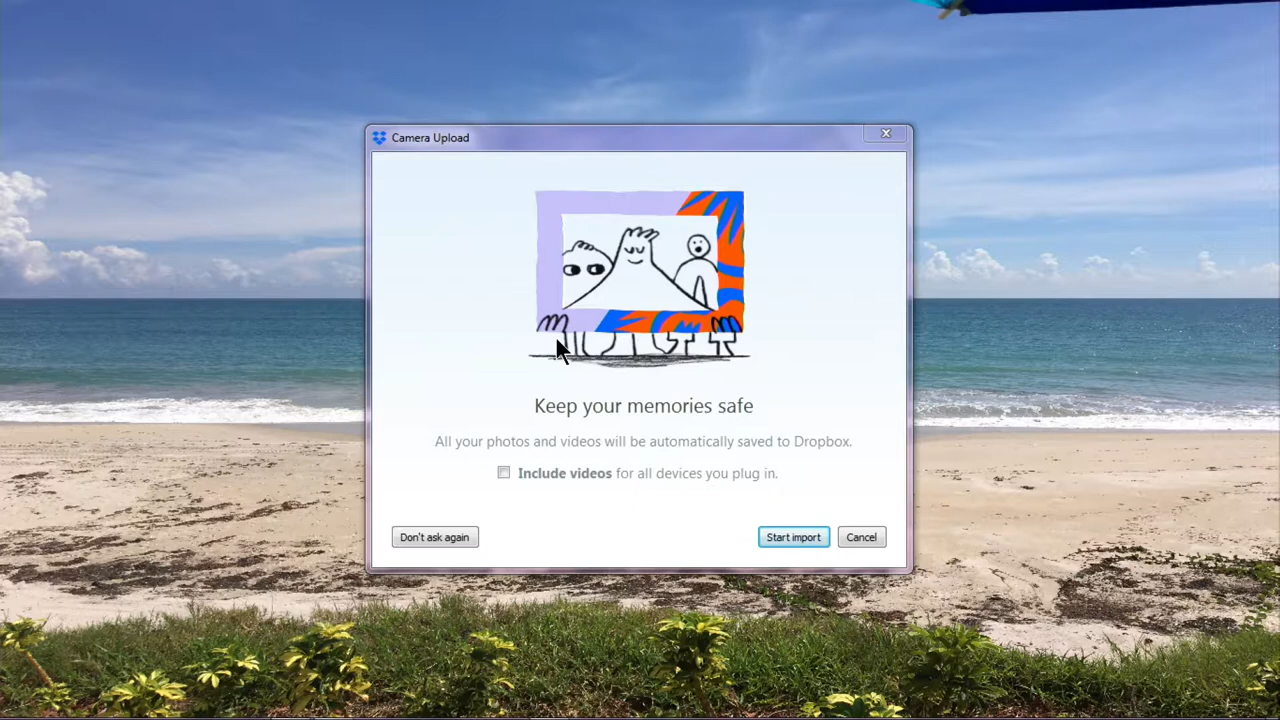 Camera Upload
Keep your memories safe
All your photos and videos will be automatically saved to Dropbox.
Include videos for all devices you plug in.
Don't ask again
Start import
Cancel